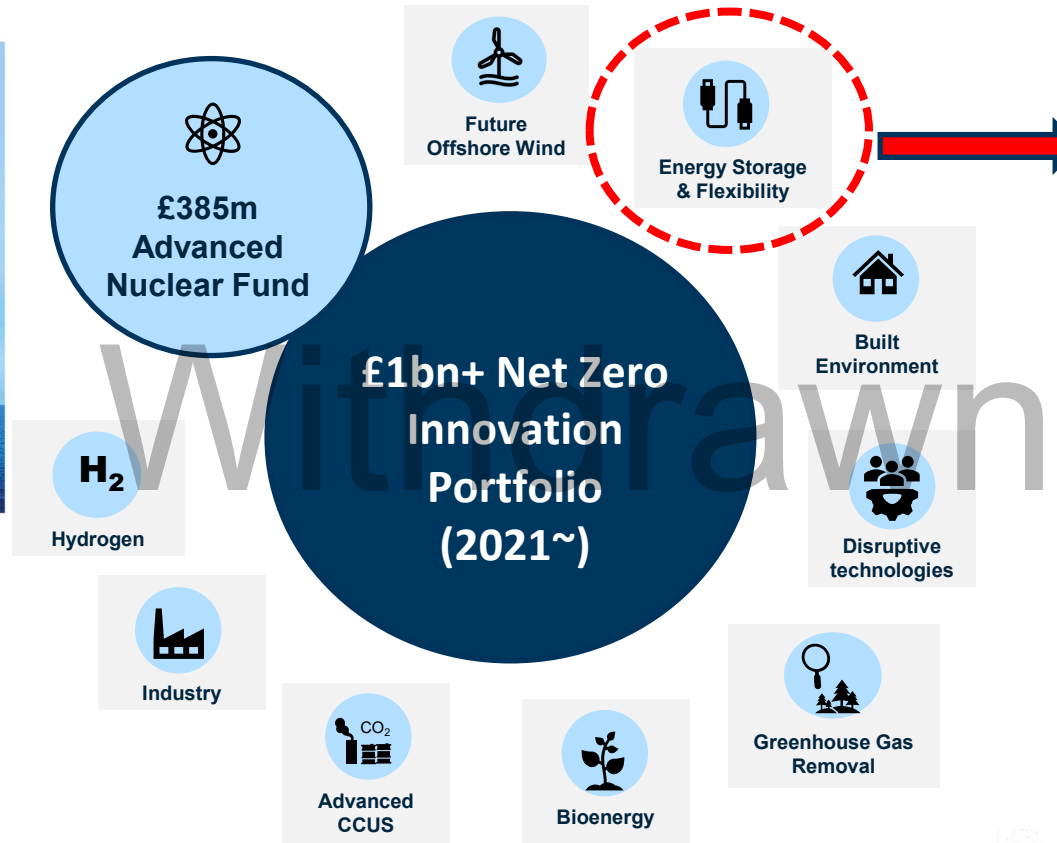 Future
Offshore Wind
Energy Storage
& Flexibility
£385m
Advanced
Nuclear Fund
Built
Environment
£1bn+ Net Zero
Innovation
Portfolio
(2021~)
Withdrawn
H₂
Hydrogen
Disruptive
technologies
Industry
CO₂
Advanced
CCUS
Bioenergy
Greenhouse Gas
Removal